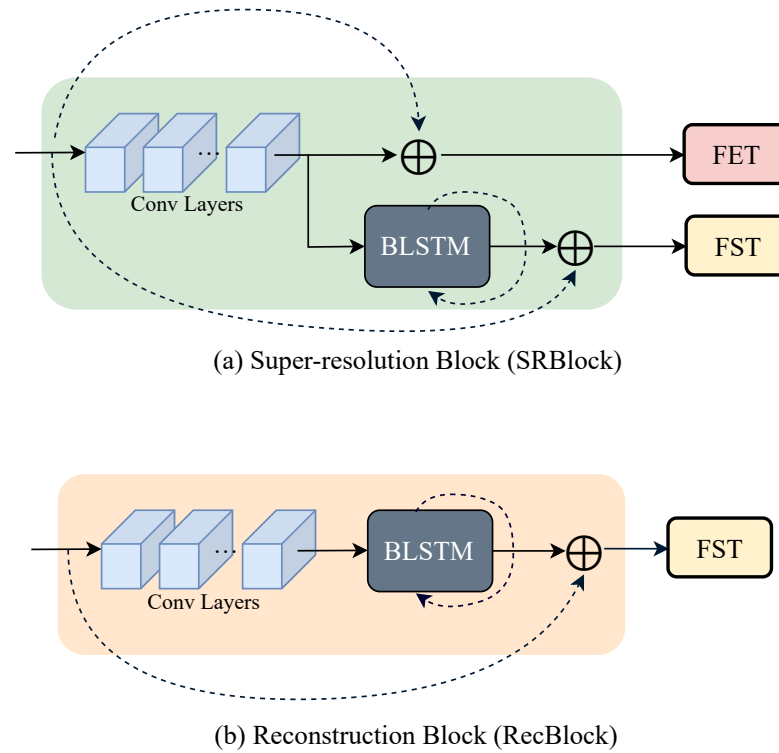 ...
Conv Layers
FET
BLSTM
FST
(a) Super-resolution Block (SRBlock)
...
Conv Layers
BLSTM
FST
(b) Reconstruction Block (RecBlock)